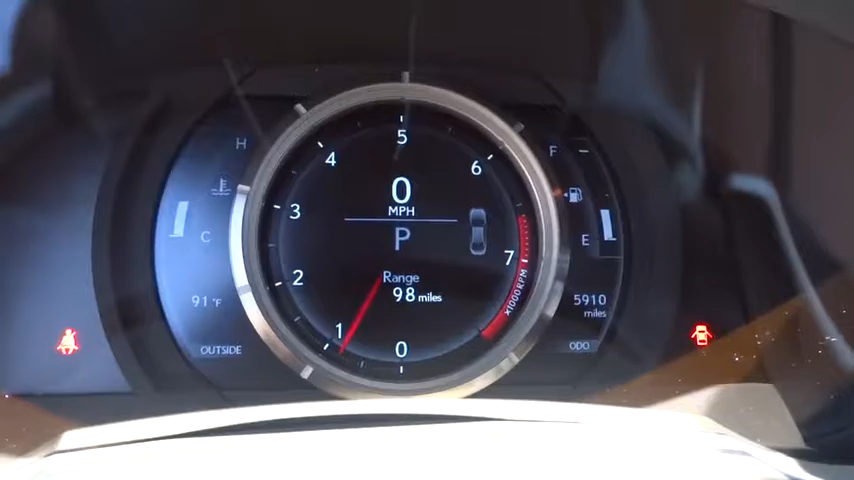 H
C
91°F
OUTSIDE
0
1
2
3
4
5
6
7
x1000RPM
0
MPH
P
Range
98 miles
F
E
5910
miles
ODO